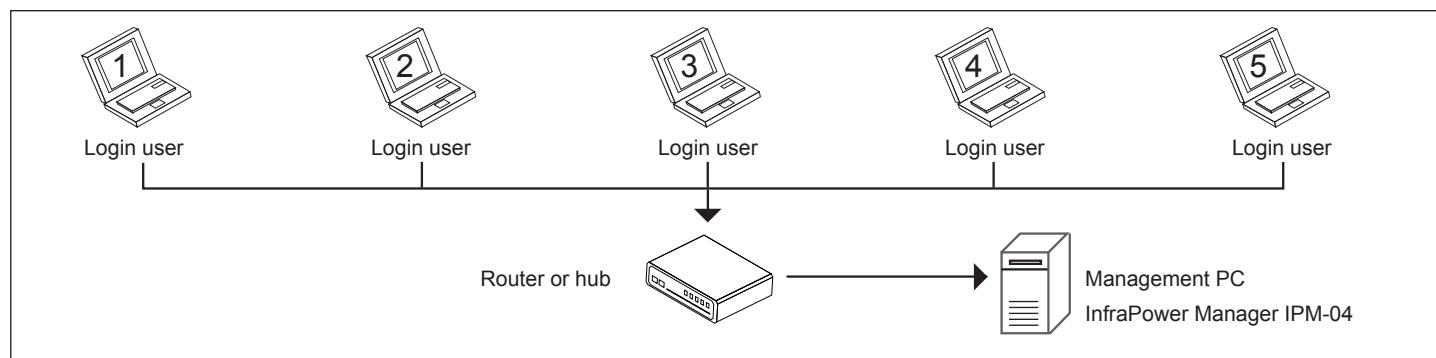 1
2
3
4
5
Login user
Login user
Login user
Login user
Login user
Router or hub
Management PC
InfraPower Manager IPM-04